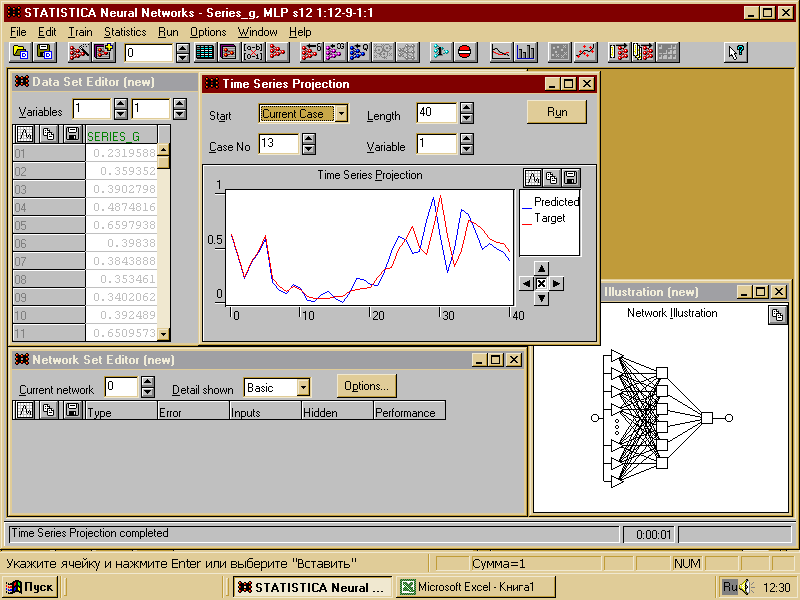 STATISTICA Neural Networks - Series_g, MLP s12 1:12-9-1:1
File Edit Train Statistics Run Options Window Help
0
Data Set Editor (new)
Variables 1 1
SERIES_G
01 0.2319588
02 0.359352
03 0.3902798
04 0.4874816
05 0.6597938
06 0.39838
07 0.3843888
08 0.353461
09 0.3402062
10 0.392489
11 0.6509573
Time Series Projection
Start Current Case Length 40 Run
Case No 13 Variable 1
Time Series Projection
1
0.5
0
0 10 20 30 40
Predicted
Target
Illustration (new)
Network Illustration
Network Set Editor (new)
Current network 0 Detail shown Basic Options...
Type Error Inputs Hidden Performance
Time Series Projection completed 0:00:01
Укажите ячейку и нажмите Enter или выберите "Вставить" Сумма=1 NUM
Пуск STATISTICA Neural ... Microsoft Excel - Книга1 Ru 12:30